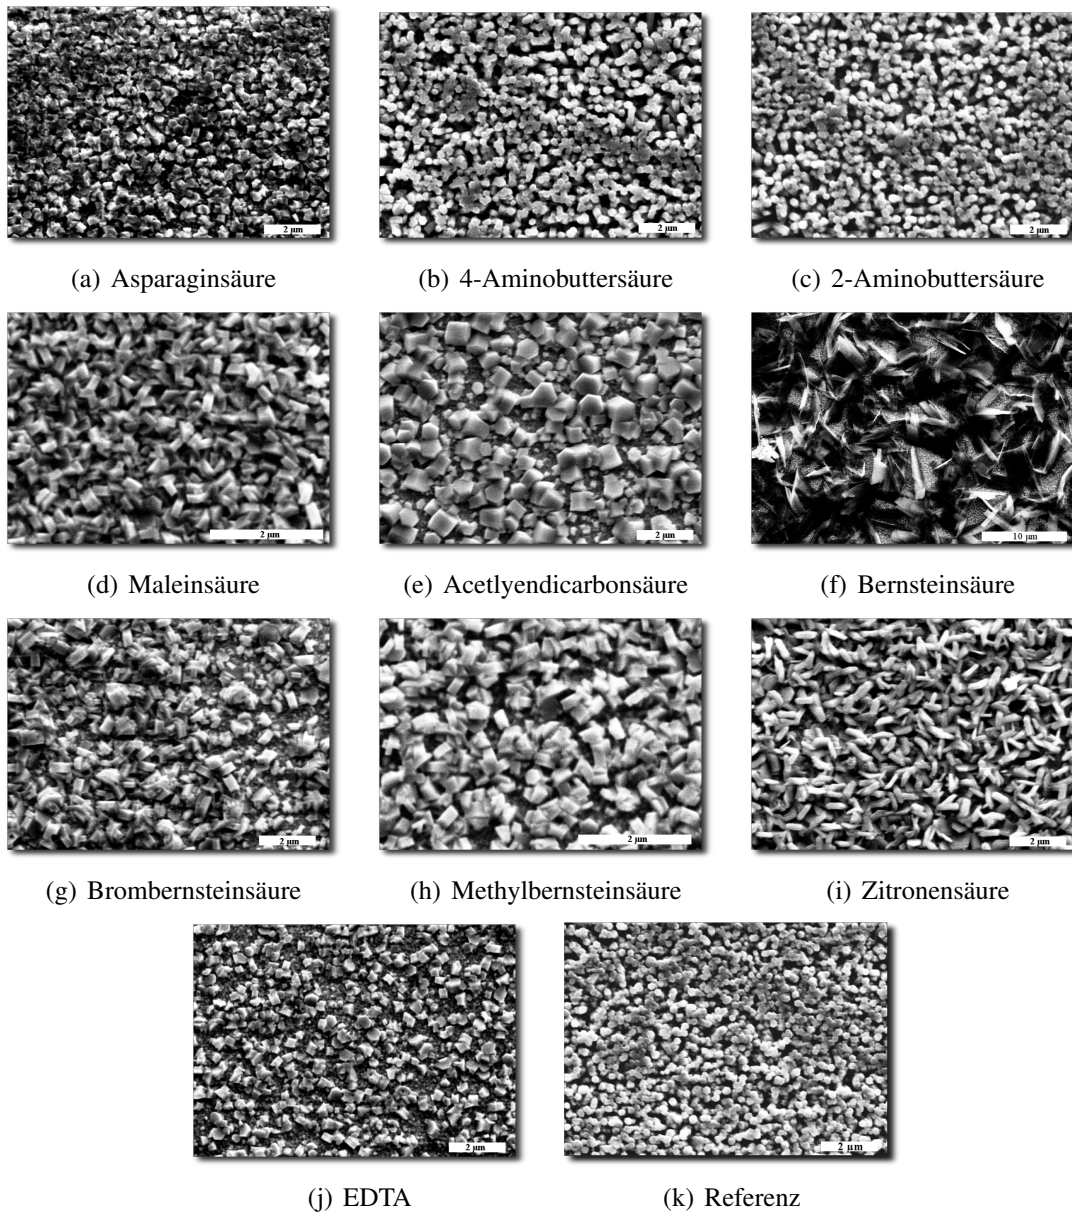 2 μm 2 μm 2 μm
(a) Asparaginsäure (b) 4-Aminobuttersäure (c) 2-Aminobuttersäure
2 μm 2 μm 10 μm
(d) Maleinsäure (e) Acetlyendicarbonsäure (f) Bernsteinsäure
2 μm 2 μm 2 μm
(g) Brombernsteinsäure (h) Methylbernsteinsäure (i) Zitronensäure
2 μm 2 μm
(j) EDTA (k) Referenz